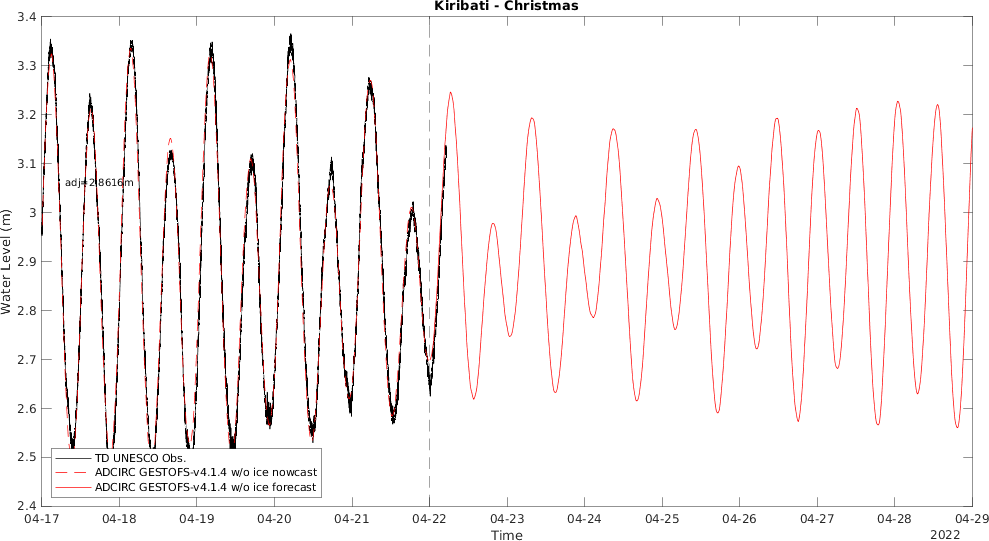 Kiribati - Christmas
3.4
3.3
3.2
3.1
3
2.9
2.8
2.7
2.6
2.5
2.4
Water Level (m)
adj=2.8616m
TD UNESCO Obs.
ADCIRC GESTOFS-v4.1.4 w/o ice nowcast
ADCIRC GESTOFS-v4.1.4 w/o ice forecast
04-17 04-18 04-19 04-20 04-21 04-22 04-23 04-24 04-25 04-26 04-27 04-28 04-29
Time
2022